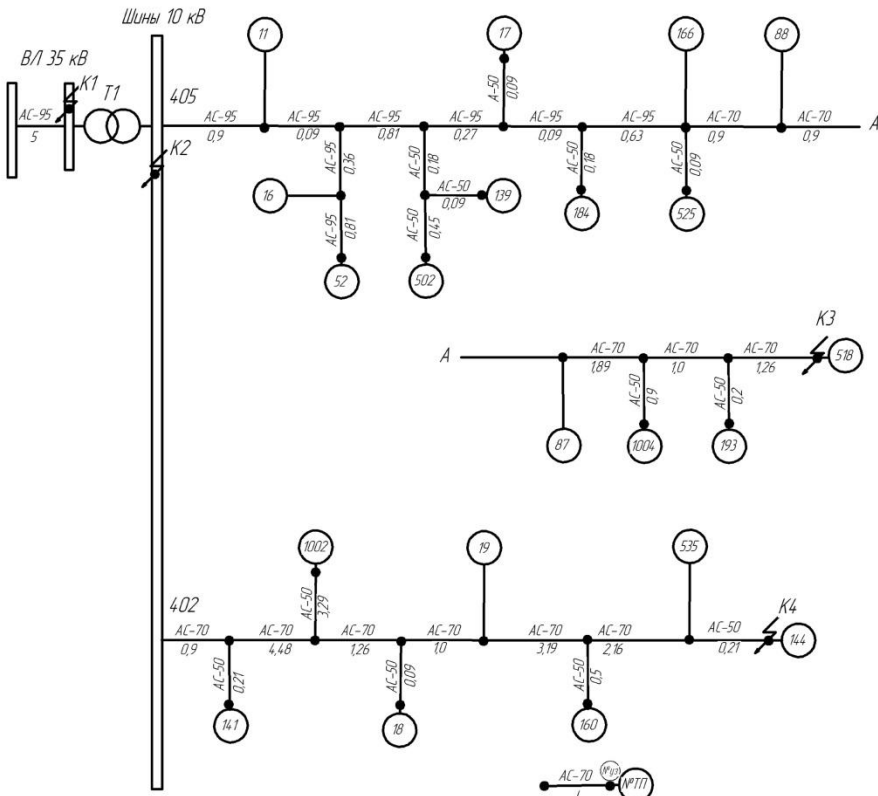 Шины 10 кВ
ВЛ 35 кВ
К1
Т1
АС-95
5
405
К2
11
17
166
88
А-50
0,09
АС-95
0,9
АС-95
0,09
АС-95
0,81
АС-95
0,27
АС-95
0,09
АС-95
0,63
АС-70
0,9
АС-70
0,9
А
АС-95
0,36
АС-50
0,18
АС-50
0,18
АС-50
0,09
16
АС-50
0,09
139
184
525
АС-95
0,81
АС-50
0,45
52
502
К3
А
АС-70
1,89
АС-70
1,0
АС-70
1,26
518
АС-50
0,9
АС-50
0,2
87
1004
193
1002
19
535
АС-50
3,29
402
К4
АС-70
0,9
АС-70
4,48
АС-70
1,26
АС-70
1,0
АС-70
3,19
АС-70
2,16
АС-50
0,21
144
АС-50
0,21
АС-50
0,09
АС-50
0,5
141
18
160
АС-70
№ТП